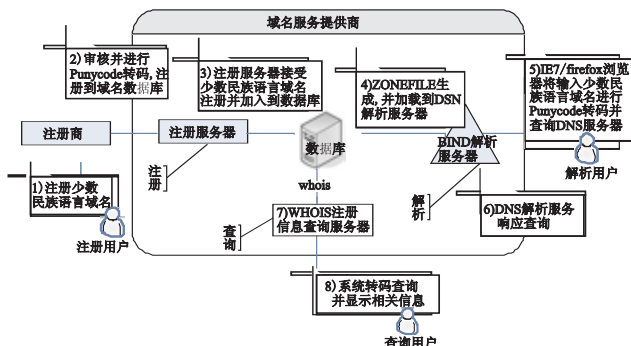 域名服务提供商
2)审核并进行
Punycode转码,注
册到域名数据库
3)注册服务器接受
少数民族语言域名
注册并加入到数据库
4)ZONEFILE生
成,并加载到DSN
解析服务器
5)IE7/firefox浏览
器将输入少数民
族语言域名进行
Punycode转码并
查询DNS服务器
注册商
注册服务器
数据库
BIND解析
服务器
解析用户
注册
whois
1)注册少数
民族语言域名
注册用户
解析
6)DNS解析服务
响应查询
查询
7)WHOIS注册
信息查询服务器
8)系统转码查询
并显示相关信息
查询用户